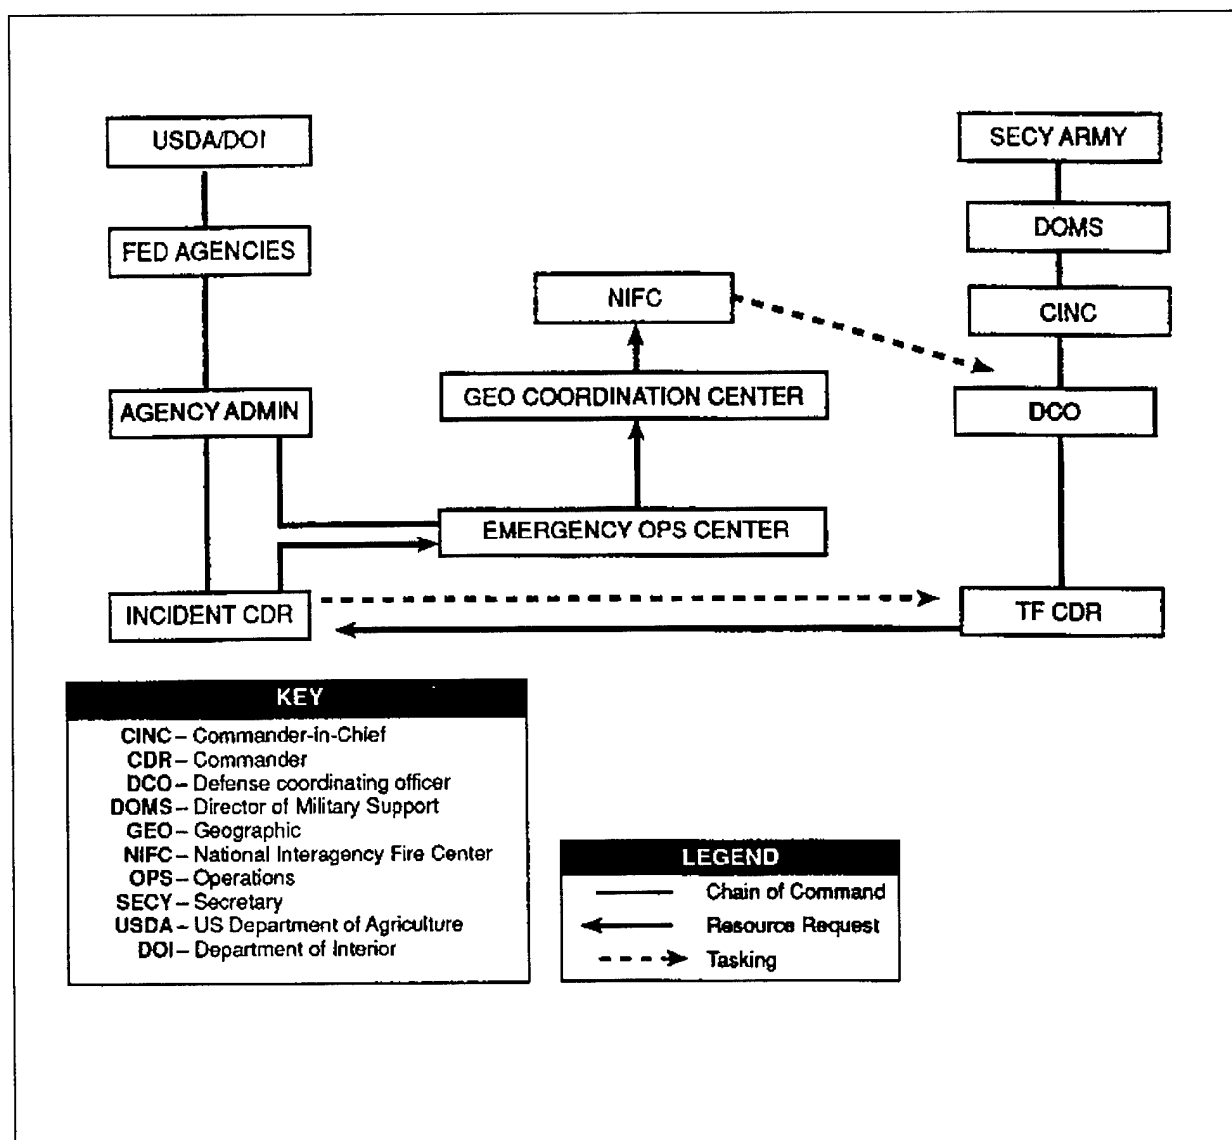 USDA/DOI
SECY ARMY
FED AGENCIES
DOMS
NIFC
CINC
AGENCY ADMIN
GEO COORDINATION CENTER
DCO
EMERGENCY OPS CENTER
INCIDENT CDR
TF CDR
KEY
CINC – Commander-in-Chief
CDR – Commander
DCO – Defense coordinating officer
DOMS – Director of Military Support
GEO – Geographic
NIFC – National Interagency Fire Center
OPS – Operations
SECY – Secretary
USDA – US Department of Agriculture
DOI – Department of Interior
LEGEND
Chain of Command
Resource Request
Tasking